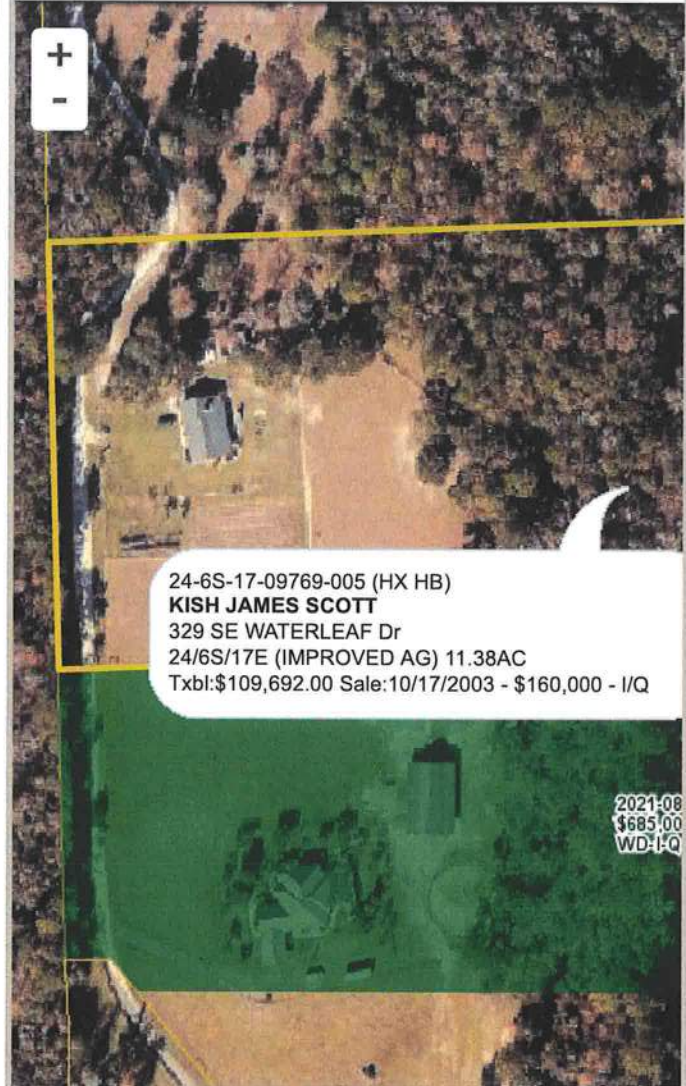 +
-
24-6S-17-09769-005 (HX HB)
KISH JAMES SCOTT
329 SE WATERLEAF Dr
24/6S/17E (IMPROVED AG) 11.38AC
Txbl:$109,692.00 Sale:10/17/2003 - $160,000 - I/Q
2021-08
$685,00
WD-I-Q